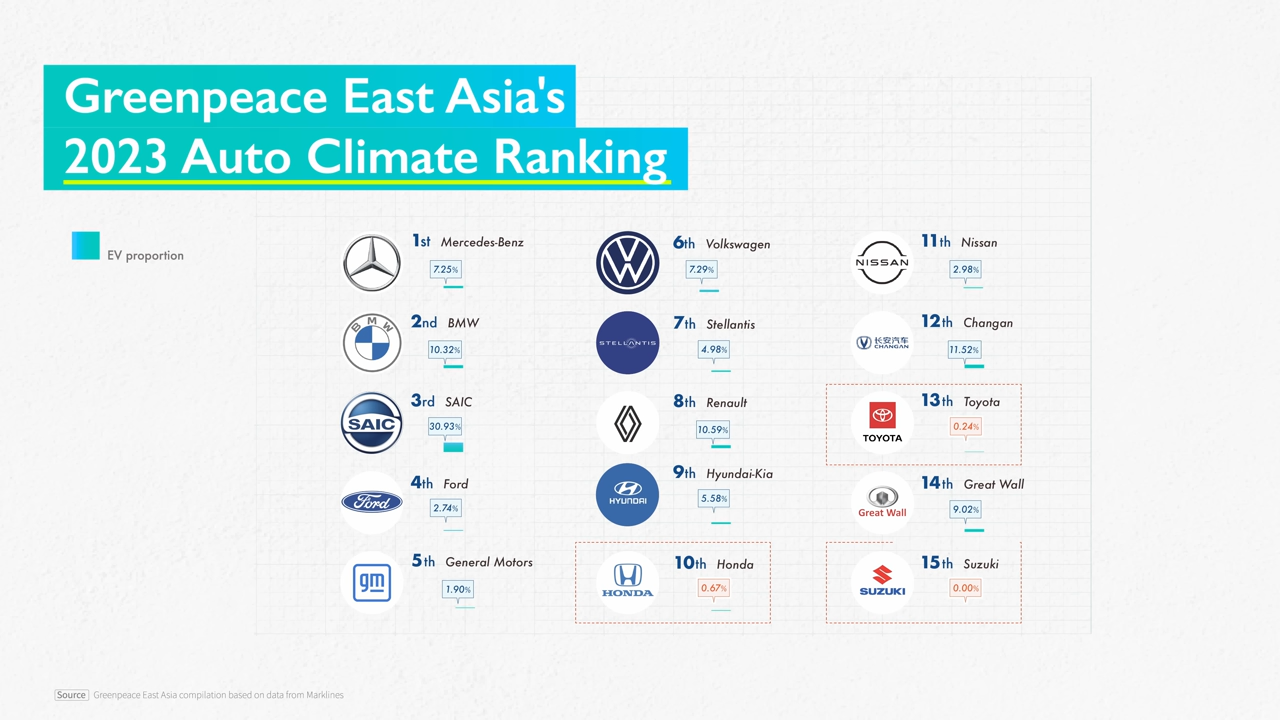 Greenpeace East Asia's
2023 Auto Climate Ranking
EV proportion
1st Mercedes-Benz
7.25%
BMW
2nd BMW
10.32%
SAIC
3rd SAIC
30.93%
Ford
4th Ford
2.74%
gm
5th General Motors
1.90%
6th Volkswagen
7.29%
STELLANTIS
7th Stellantis
4.98%
8th Renault
10.59%
HYUNDAI
9th Hyundai-Kia
5.58%
HONDA
10th Honda
0.67%
NISSAN
11th Nissan
2.98%
长安汽车
CHANGAN
12th Changan
11.52%
TOYOTA
13th Toyota
0.24%
Great Wall
14th Great Wall
9.02%
SUZUKI
15th Suzuki
0.00%
Source Greenpeace East Asia compilation based on data from Marklines